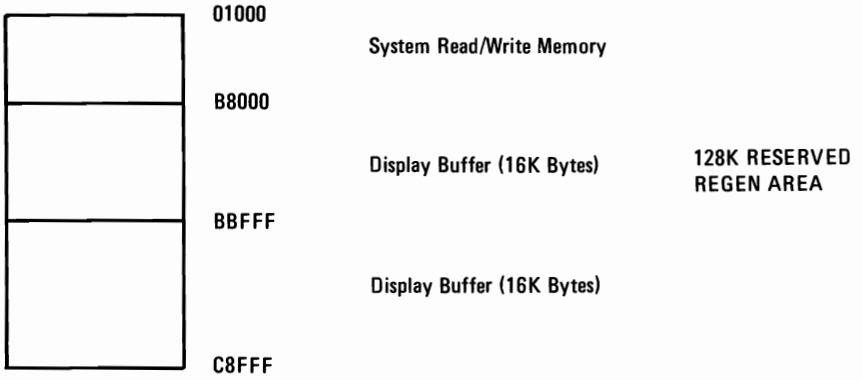 01000
System Read/Write Memory
B8000
Display Buffer (16K Bytes)
128K RESERVED
REGEN AREA
BBFFF
Display Buffer (16K Bytes)
C8FFF